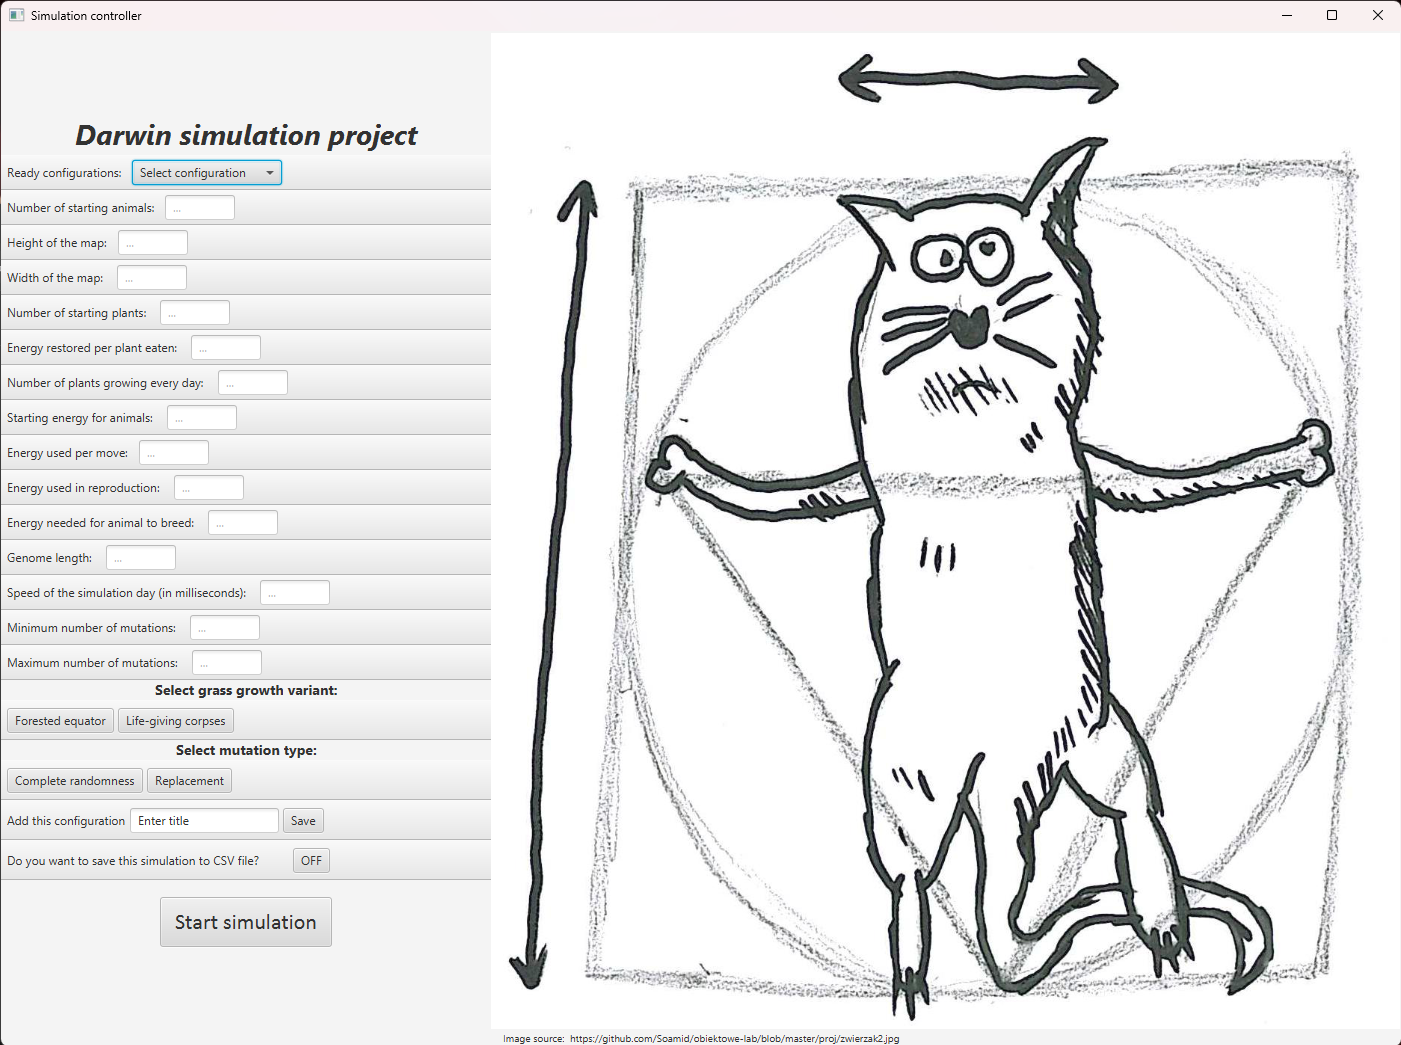 Simulation controller
Darwin simulation project
Ready configurations: Select configuration
Number of starting animals: ...
Height of the map: ...
Width of the map: ...
Number of starting plants: ...
Energy restored per plant eaten: ...
Number of plants growing every day: ...
Starting energy for animals: ...
Energy used per move: ...
Energy used in reproduction: ...
Energy needed for animal to breed: ...
Genome length: ...
Speed of the simulation day (in milliseconds): ...
Minimum number of mutations: ...
Maximum number of mutations: ...
Select grass growth variant:
Forested equator Life-giving corpses
Select mutation type:
Complete randomness Replacement
Add this configuration Enter title Save
Do you want to save this simulation to CSV file? OFF
Start simulation
Image source: https://github.com/Soamid/obiektowe-lab/blob/master/proj/zwierzak2.jpg